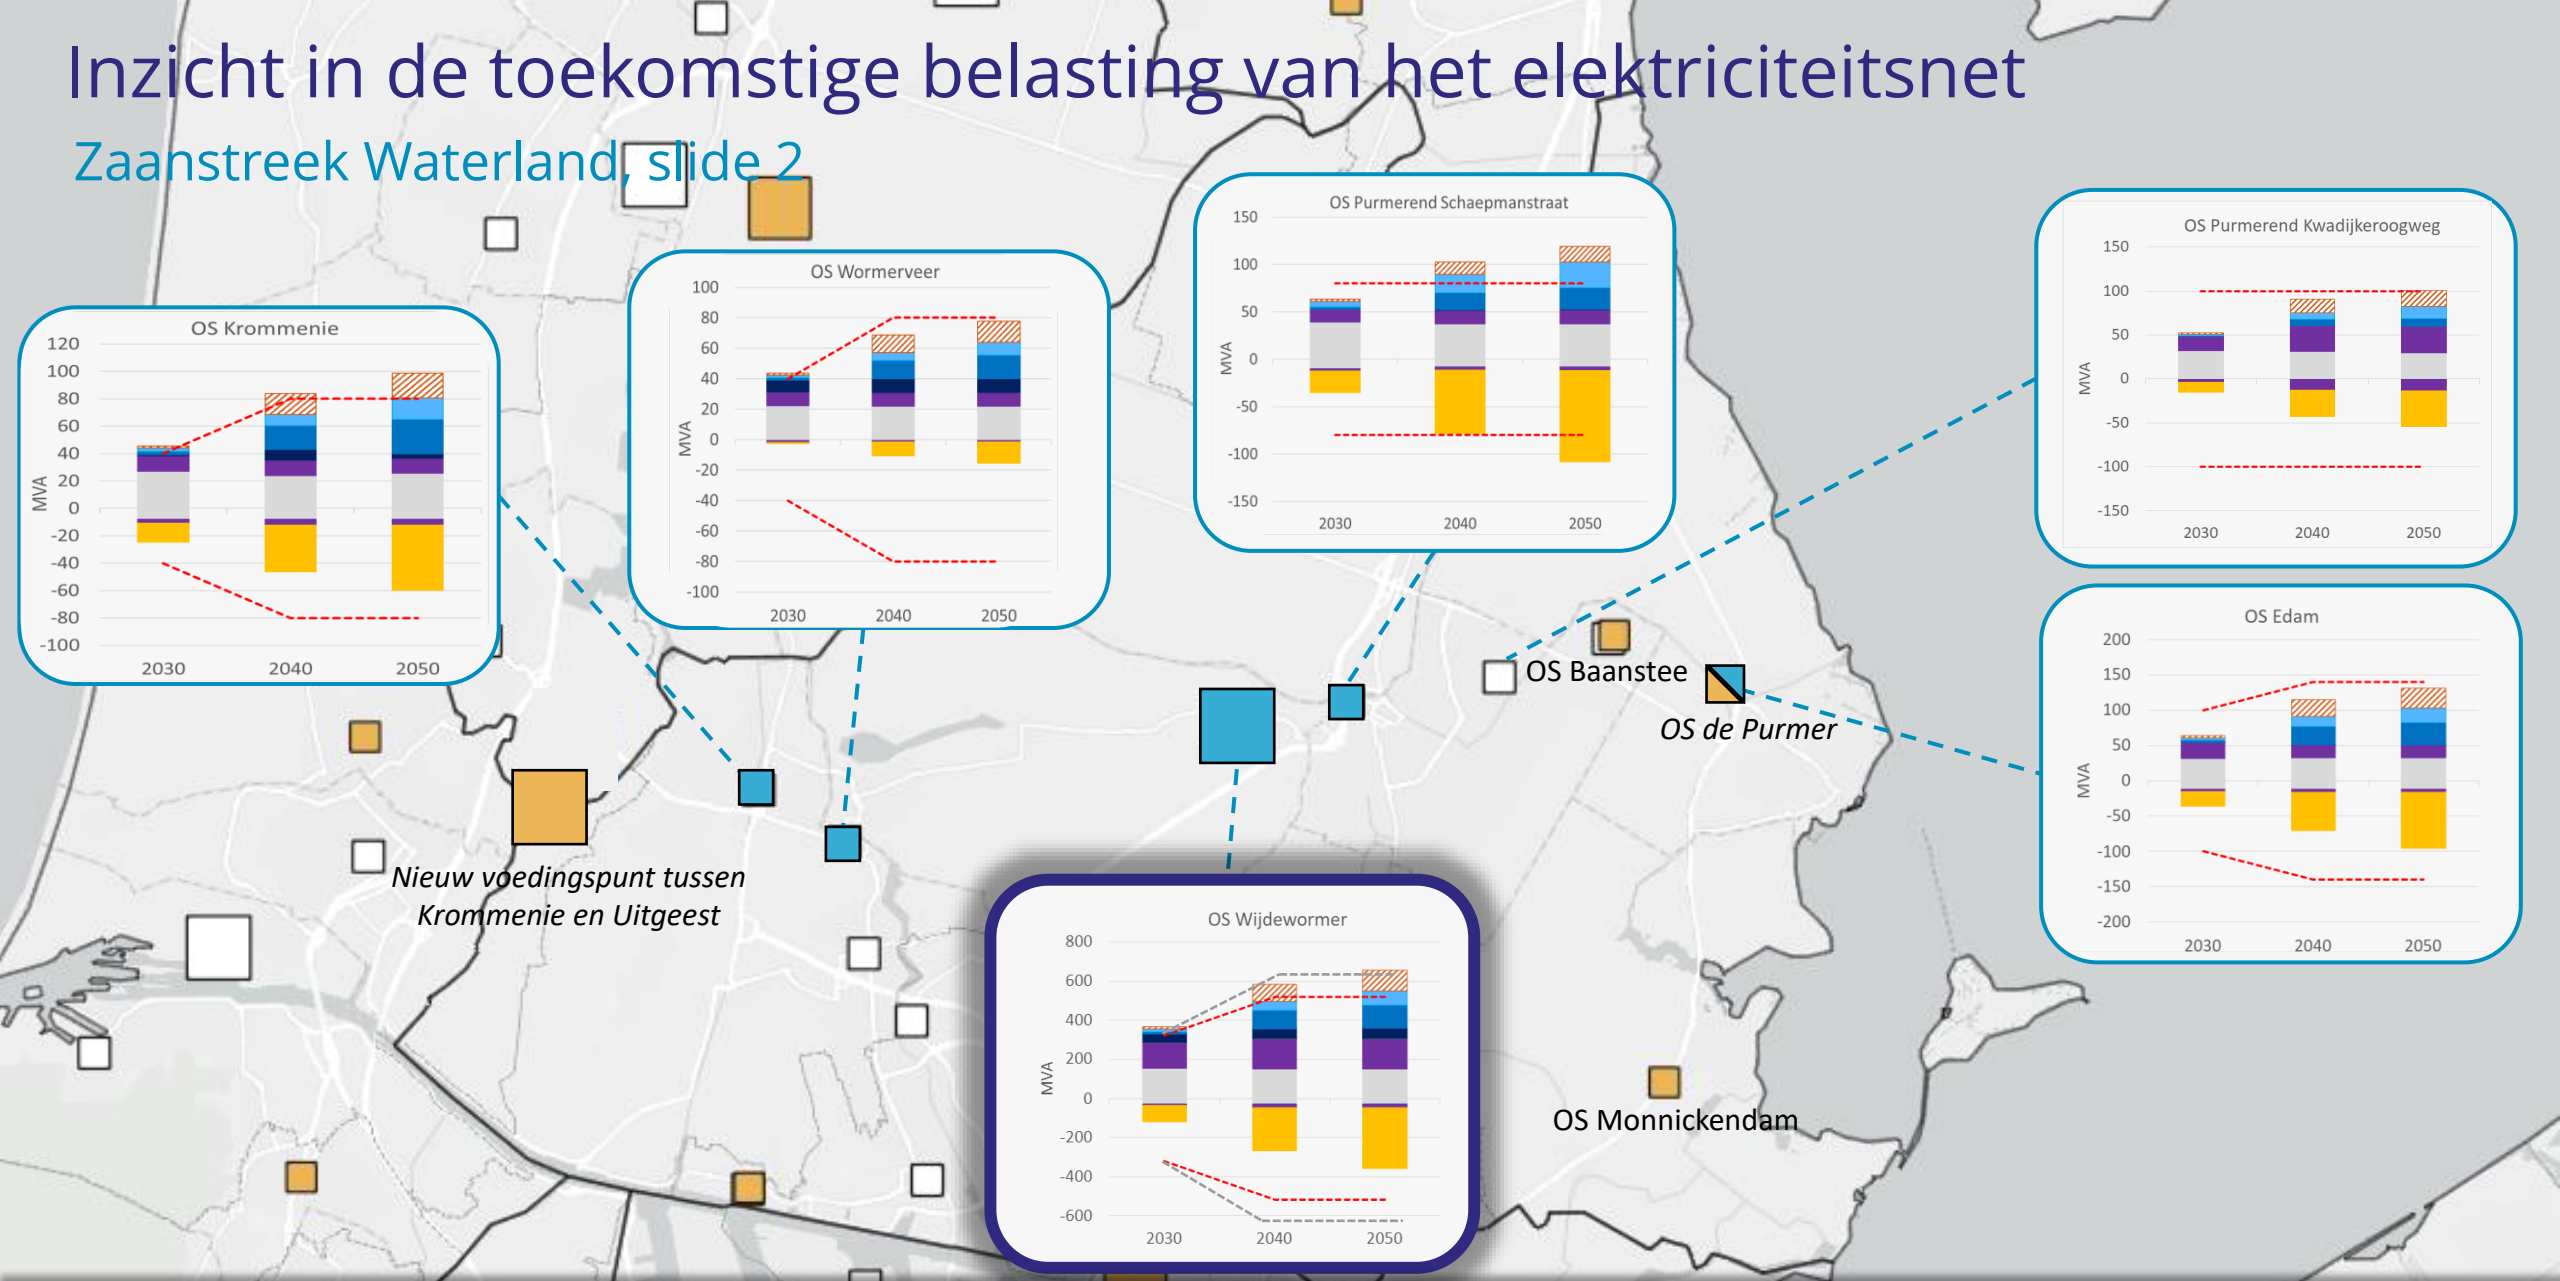 Inzicht in de toekomstige belasting van het elektriciteitsnet
Zaanstreek Waterland, slide 2
OS Krommenie
120
100
80
60
40
20
0
-20
-40
-60
-80
-100
MVA
2030 2040 2050
OS Wormerveer
100
80
60
40
20
0
-20
-40
-60
-80
-100
MVA
2030 2040 2050
OS Purmerend Schaepmanstraat
150
100
50
0
-50
-100
-150
MVA
2030 2040 2050
OS Purmerend Kwadijkeroogweg
150
100
50
0
-50
-100
-150
MVA
2030 2040 2050
OS Edam
200
150
100
50
0
-50
-100
-150
-200
MVA
2030 2040 2050
OS Baanstee
OS de Purmer
Nieuw voedingspunt tussen
Krommenie en Uitgeest
OS Wijdewormer
800
600
400
200
0
-200
-400
-600
MVA
2030 2040 2050
OS Monnickendam